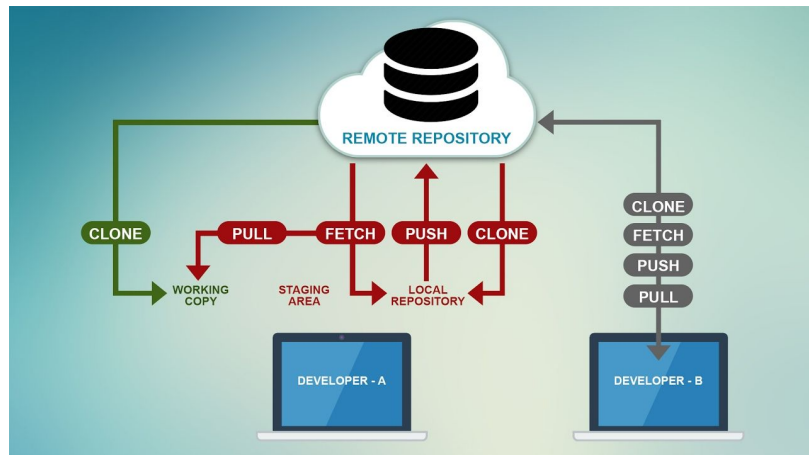 REMOTE REPOSITORY
CLONE
PULL
FETCH
PUSH
CLONE
WORKING
COPY
STAGING
AREA
LOCAL
REPOSITORY
CLONE
FETCH
PUSH
PULL
DEVELOPER - A
DEVELOPER - B